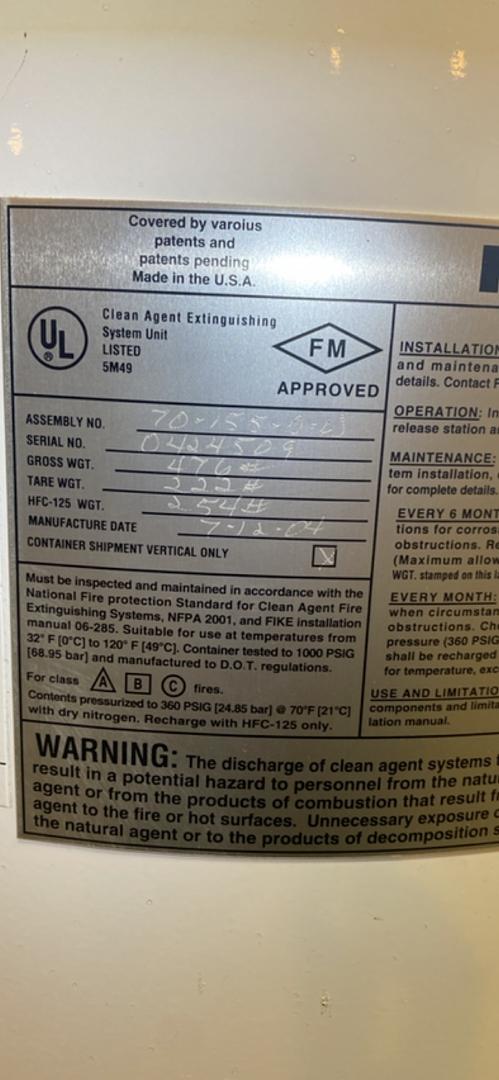 Covered by varoius
patents and
patents pending
Made in the U.S.A.
UL
®
Clean Agent Extinguishing
System Unit
LISTED
5M49
FM
APPROVED
ASSEMBLY NO.
SERIAL NO. 0424509
GROSS WGT. 476#
TARE WGT. 222#
HFC-125 WGT. 254#
MANUFACTURE DATE 7-12-04
CONTAINER SHIPMENT VERTICAL ONLY
Must be inspected and maintained in accordance with the
National Fire protection Standard for Clean Agent Fire
Extinguishing Systems, NFPA 2001, and FIKE installation
manual 06-285. Suitable for use at temperatures from
32° F [0°C] to 120° F [49°C]. Container tested to 1000 PSIG
[68.95 bar] and manufactured to D.O.T. regulations.
For class A B C fires.
Contents pressurized to 360 PSIG [24.85 bar] @ 70°F [21°C]
with dry nitrogen. Recharge with HFC-125 only.
INSTALLATION
and maintena
details. Contact
OPERATION: In
release station a
MAINTENANCE:
tem installation,
for complete details.
EVERY 6 MONT
tions for corros
obstructions. Re
(Maximum allow
WGT. stamped on this
EVERY MONTH:
when circumstan
obstructions. Ch
pressure (360 PSIG
shall be recharged
for temperature, exc
USE AND LIMITATIO
components and limita
lation manual.
WARNING: The discharge of clean agent systems
result in a potential hazard to personnel from the natu
agent or from the products of combustion that result
agent to the fire or hot surfaces. Unnecessary exposure
the natural agent or to the products of decomposition s